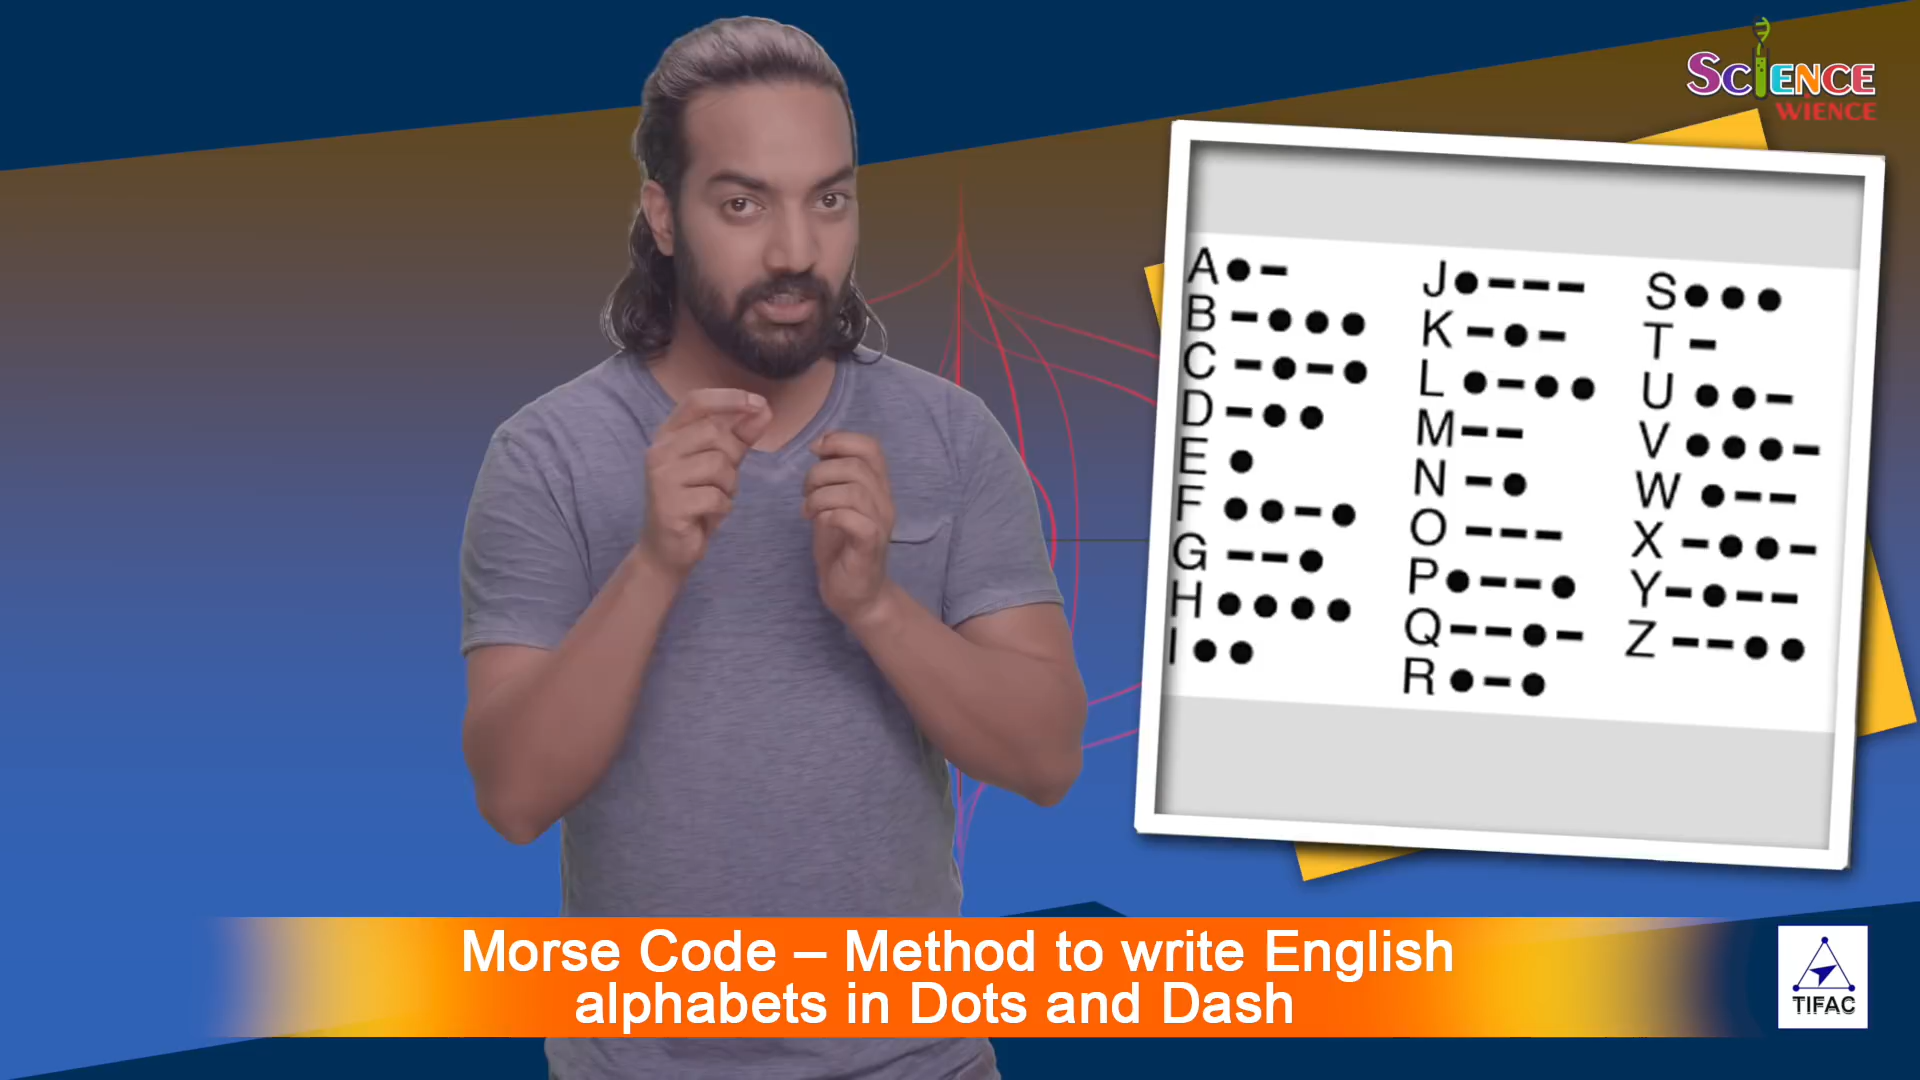 SCIENCE
WIENCE
A ●–
B –●●●
C –●–●
D –●●
E ●
F ●●–●
G ––●
H ●●●●
I ●●
J ●–––
K –●–
L ●–●●
M ––
N –●
O –––
P ●––●
Q ––●–
R ●–●
S ●●●
T –
U ●●–
V ●●●–
W ●––
X –●●–
Y –●––
Z ––●●
Morse Code – Method to write English
alphabets in Dots and Dash
TIFAC